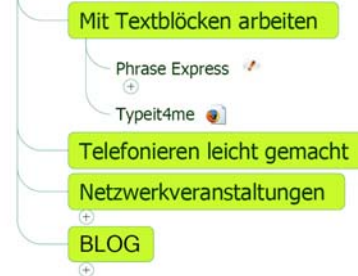 Mit Textblöcken arbeiten
Phrase Express
Typeit4me
Telefonieren leicht gemacht
Netzwerkveranstaltungen
BLOG